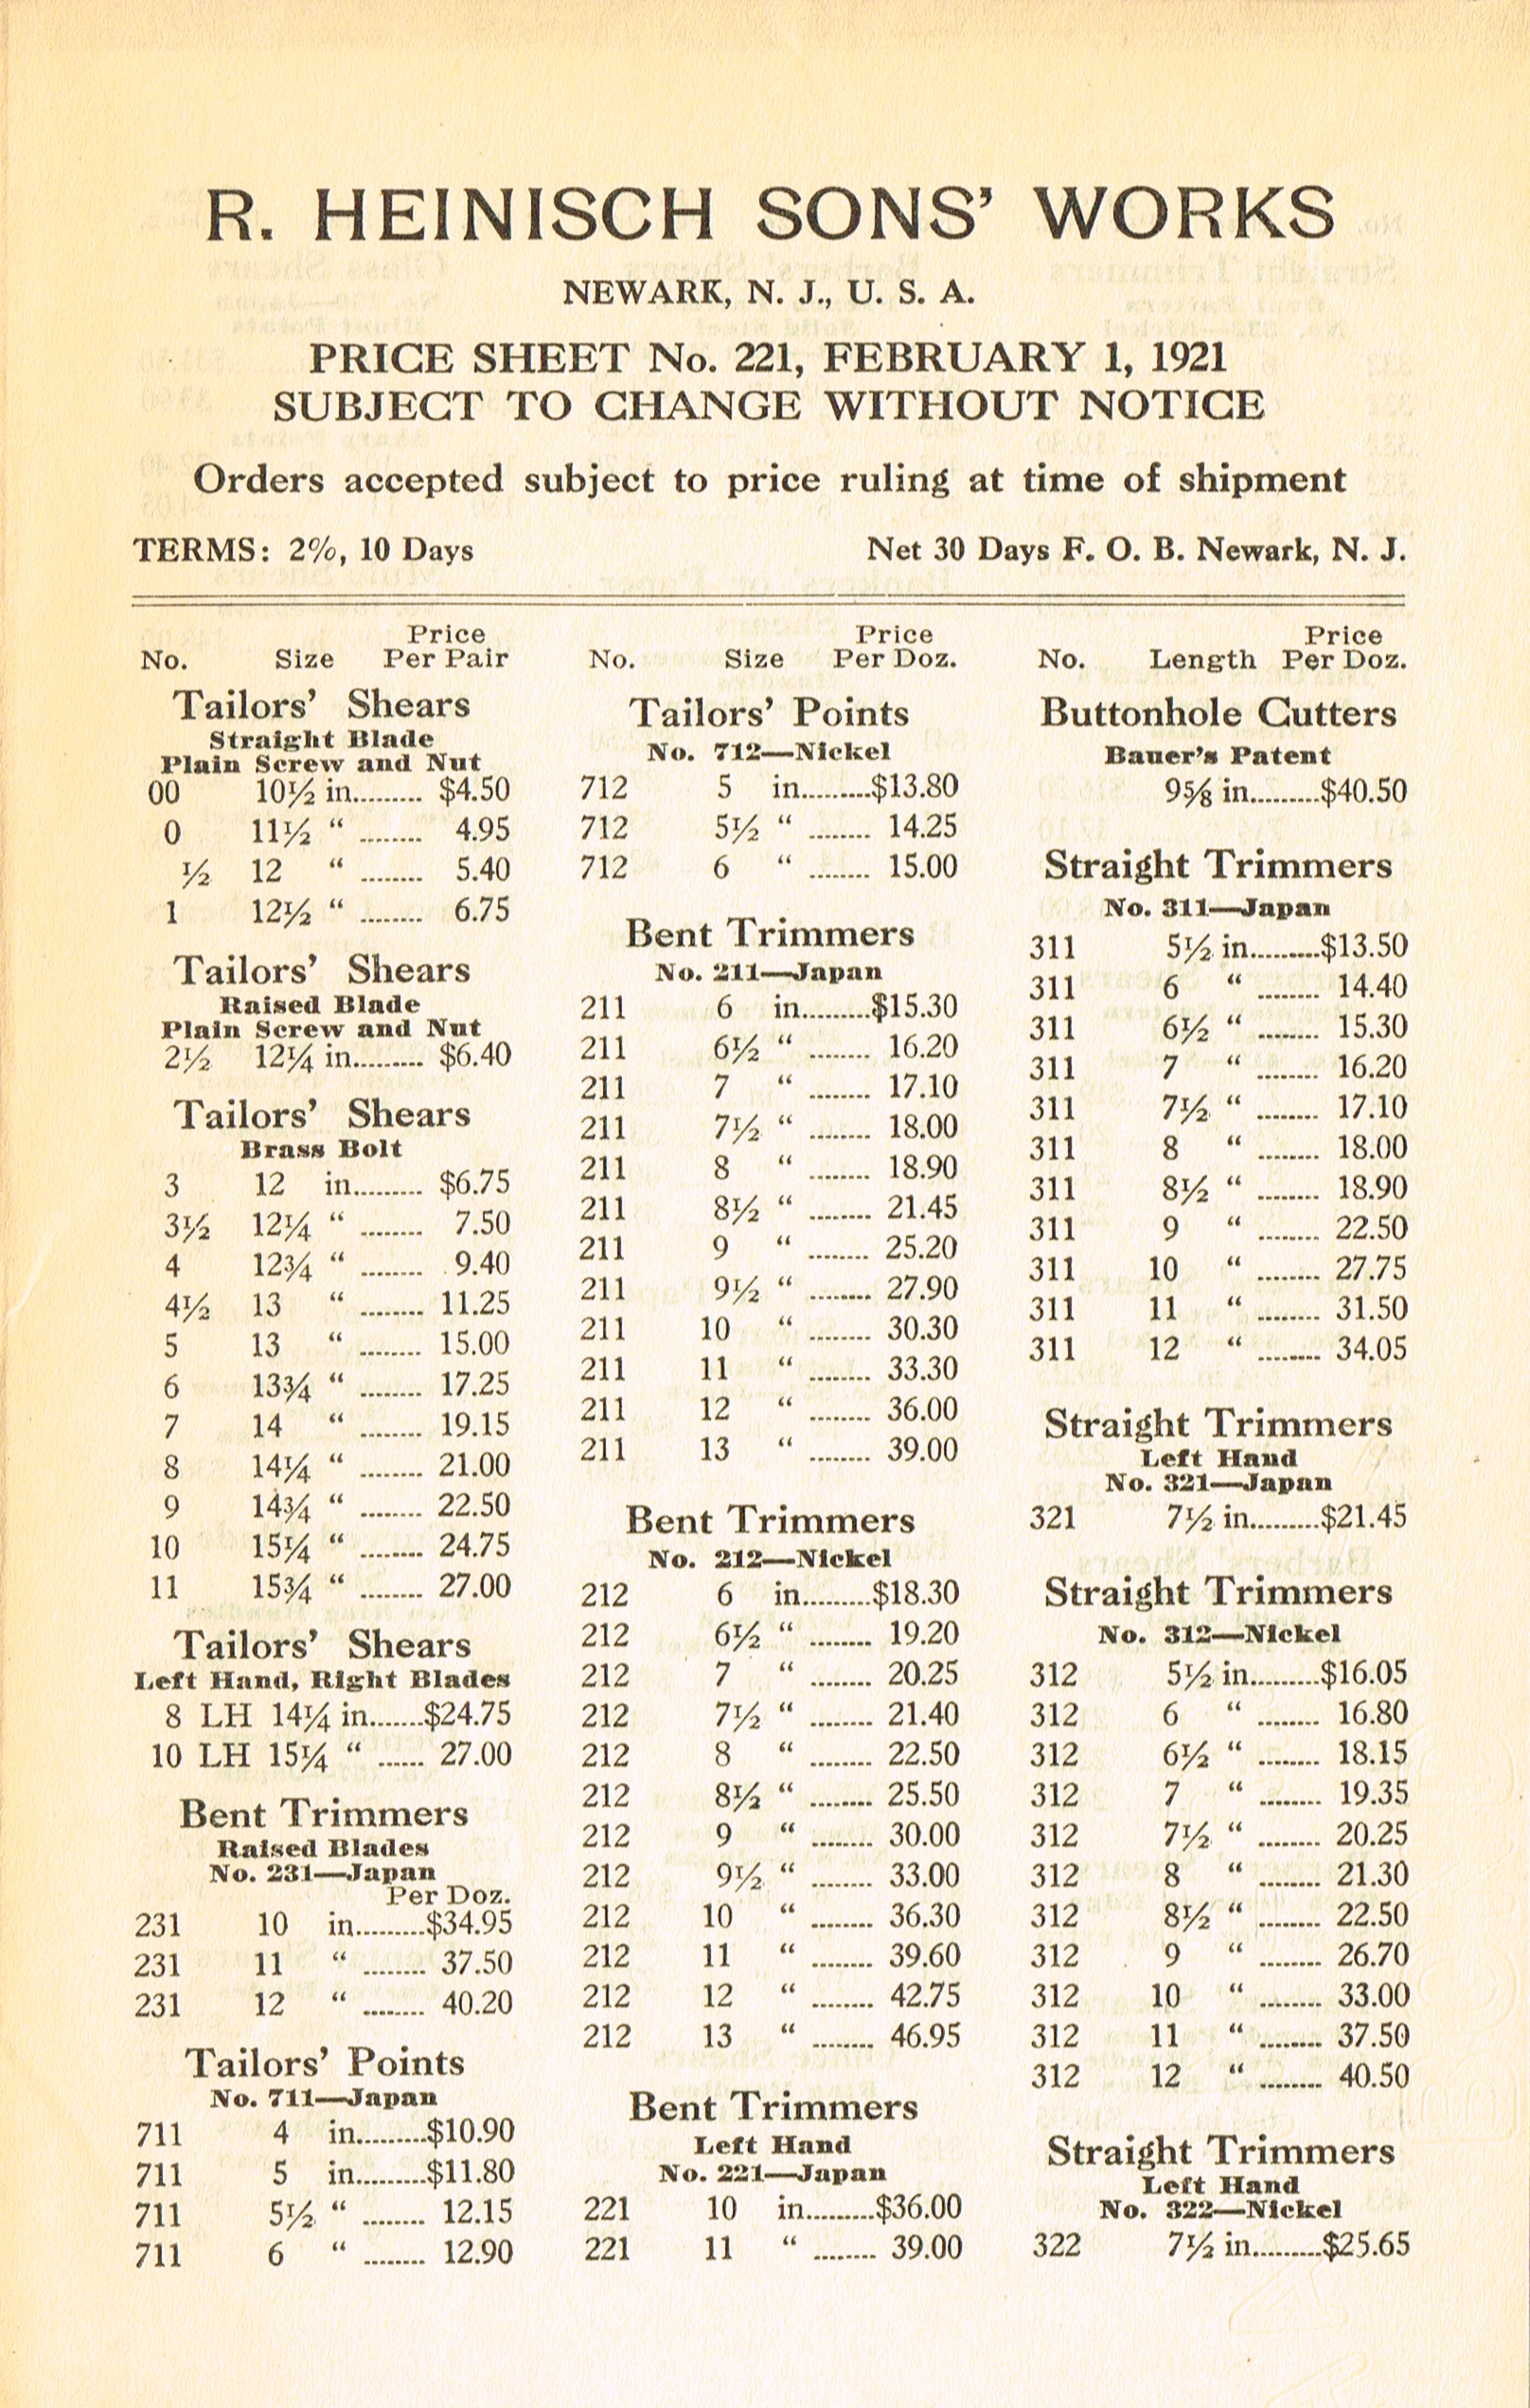 R. HEINISCH SONS’ WORKS
NEWARK, N. J., U. S. A.
PRICE SHEET No. 221, FEBRUARY 1, 1921
SUBJECT TO CHANGE WITHOUT NOTICE
Orders accepted subject to price ruling at time of shipment
TERMS: 2%, 10 Days Net 30 Days F. O. B. Newark, N. J.
No. Size Price Per Pair
Tailors’ Shears
Straight Blade
Plain Screw and Nut
00 10½ in......... $4.50
0 11½ “ ........ 4.95
½ 12 “ ........ 5.40
1 12½ “ ........ 6.75
Tailors’ Shears
Raised Blade
Plain Screw and Nut
2½ 12¼ in......... $6.40
Tailors’ Shears
Brass Bolt
3 12 in......... $6.75
3½ 12¼ “ ........ 7.50
4 12¾ “ ........ 9.40
4½ 13 “ ........ 11.25
5 13 “ ........ 15.00
6 13¾ “ ........ 17.25
7 14 “ ........ 19.15
8 14¼ “ ........ 21.00
9 14¾ “ ........ 22.50
10 15¼ “ ........ 24.75
11 15¾ “ ........ 27.00
Tailors’ Shears
Left Hand, Right Blades
8 LH 14¼ in.......$24.75
10 LH 15¼ “ ...... 27.00
Bent Trimmers
Raised Blades
No. 231—Japan
Per Doz.
231 10 in.........$34.95
231 11 “ ........ 37.50
231 12 “ ........ 40.20
Tailors’ Points
No. 711—Japan
711 4 in.........$10.90
711 5 in.........$11.80
711 5½ “ ........ 12.15
711 6 “ ........ 12.90
No. Size Price Per Doz.
Tailors’ Points
No. 712—Nickel
712 5 in.........$13.80
712 5½ “ ........ 14.25
712 6 “ ........ 15.00
Bent Trimmers
No. 211—Japan
211 6 in.........$15.30
211 6½ “ ........ 16.20
211 7 “ ........ 17.10
211 7½ “ ........ 18.00
211 8 “ ........ 18.90
211 8½ “ ........ 21.45
211 9 “ ........ 25.20
211 9½ “ ........ 27.90
211 10 “ ........ 30.30
211 11 “ ........ 33.30
211 12 “ ........ 36.00
211 13 “ ........ 39.00
Bent Trimmers
No. 212—Nickel
212 6 in.........$18.30
212 6½ “ ........ 19.20
212 7 “ ........ 20.25
212 7½ “ ........ 21.40
212 8 “ ........ 22.50
212 8½ “ ........ 25.50
212 9 “ ........ 30.00
212 9½ “ ........ 33.00
212 10 “ ........ 36.30
212 11 “ ........ 39.60
212 12 “ ........ 42.75
212 13 “ ........ 46.95
Bent Trimmers
Left Hand
No. 221—Japan
221 10 in.........$36.00
221 11 “ ........ 39.00
No. Length Price Per Doz.
Buttonhole Cutters
Bauer’s Patent
9⅝ in.........$40.50
Straight Trimmers
No. 311—Japan
311 5½ in.........$13.50
311 6 “ ........ 14.40
311 6½ “ ........ 15.30
311 7 “ ........ 16.20
311 7½ “ ........ 17.10
311 8 “ ........ 18.00
311 8½ “ ........ 18.90
311 9 “ ........ 22.50
311 10 “ ........ 27.75
311 11 “ ........ 31.50
311 12 “ ........ 34.05
Straight Trimmers
Left Hand
No. 321—Japan
321 7½ in.........$21.45
Straight Trimmers
No. 312—Nickel
312 5½ in.........$16.05
312 6 “ ........ 16.80
312 6½ “ ........ 18.15
312 7 “ ........ 19.35
312 7½ “ ........ 20.25
312 8 “ ........ 21.30
312 8½ “ ........ 22.50
312 9 “ ........ 26.70
312 10 “ ........ 33.00
312 11 “ ........ 37.50
312 12 “ ........ 40.50
Straight Trimmers
Left Hand
No. 322—Nickel
322 7½ in.........$25.65